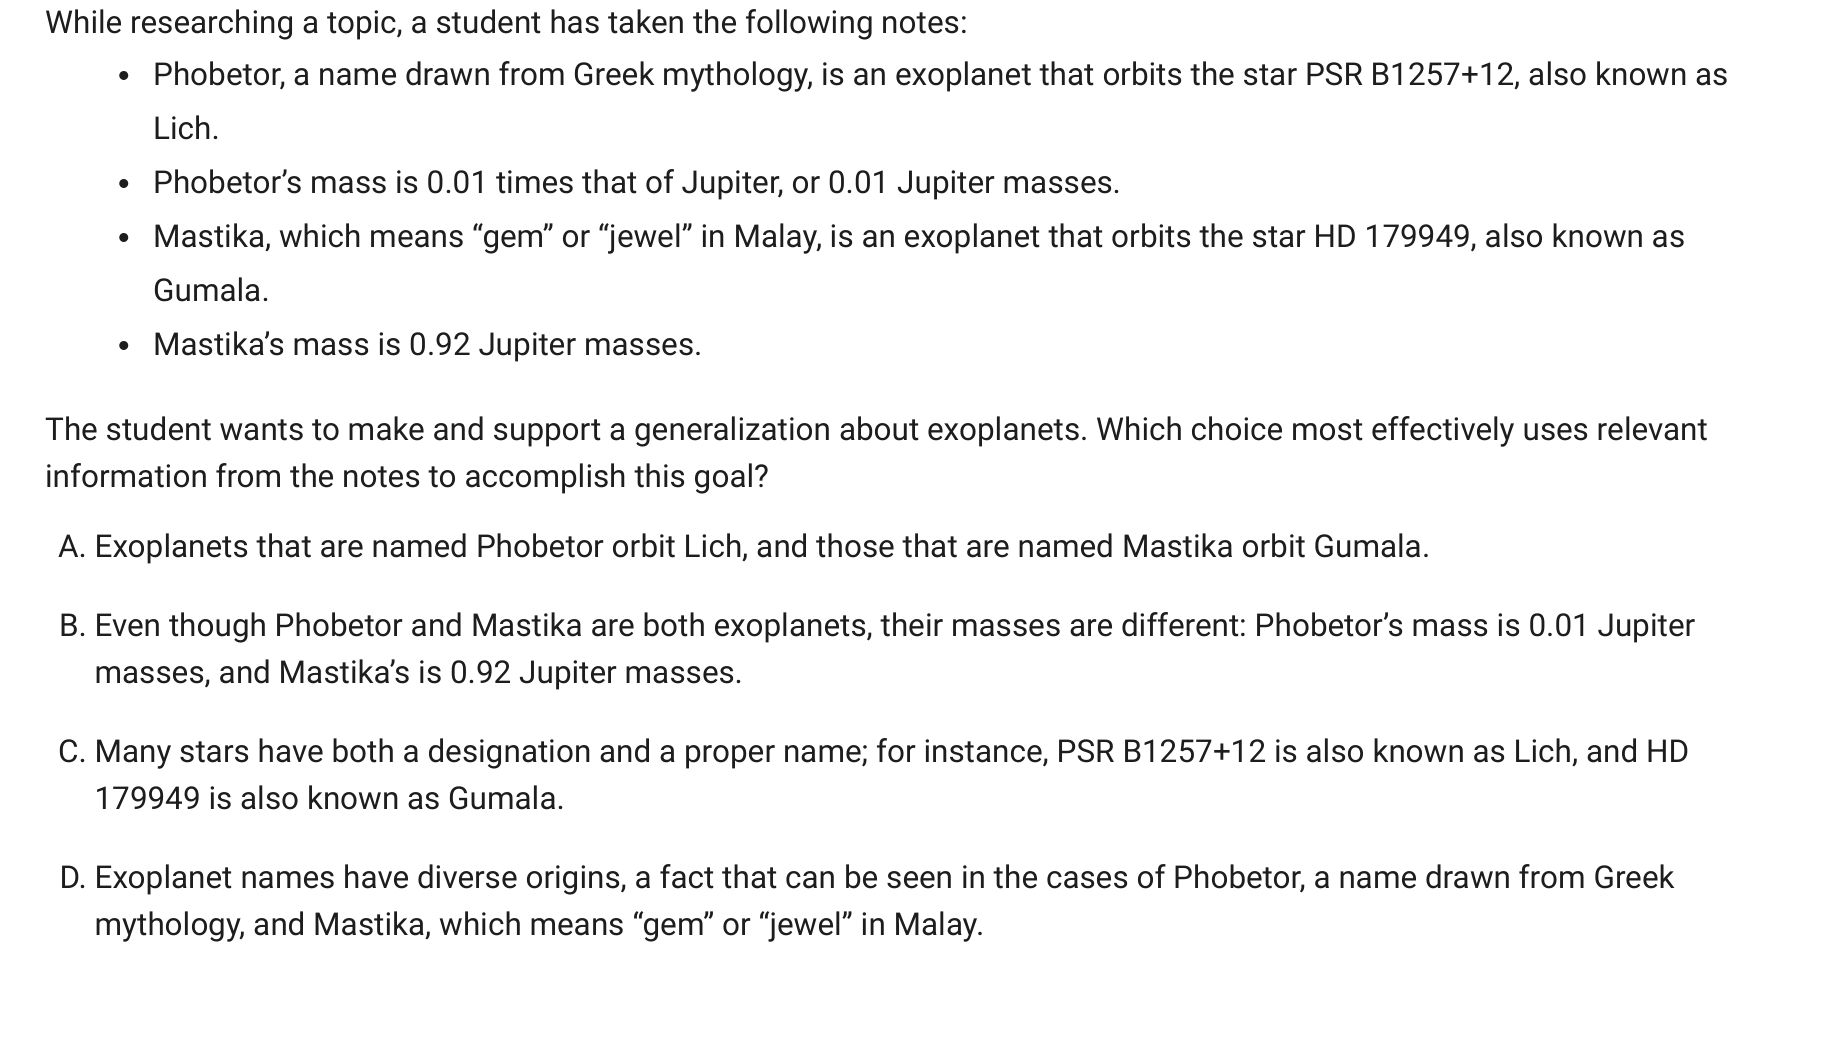 While researching a topic, a student has taken the following notes:
• Phobetor, a name drawn from Greek mythology, is an exoplanet that orbits the star PSR B1257+12, also known as
Lich.
• Phobetor’s mass is 0.01 times that of Jupiter, or 0.01 Jupiter masses.
• Mastika, which means “gem” or “jewel” in Malay, is an exoplanet that orbits the star HD 179949, also known as
Gumala.
• Mastika’s mass is 0.92 Jupiter masses.
The student wants to make and support a generalization about exoplanets. Which choice most effectively uses relevant
information from the notes to accomplish this goal?
A. Exoplanets that are named Phobetor orbit Lich, and those that are named Mastika orbit Gumala.
B. Even though Phobetor and Mastika are both exoplanets, their masses are different: Phobetor’s mass is 0.01 Jupiter
masses, and Mastika’s is 0.92 Jupiter masses.
C. Many stars have both a designation and a proper name; for instance, PSR B1257+12 is also known as Lich, and HD
179949 is also known as Gumala.
D. Exoplanet names have diverse origins, a fact that can be seen in the cases of Phobetor, a name drawn from Greek
mythology, and Mastika, which means “gem” or “jewel” in Malay.